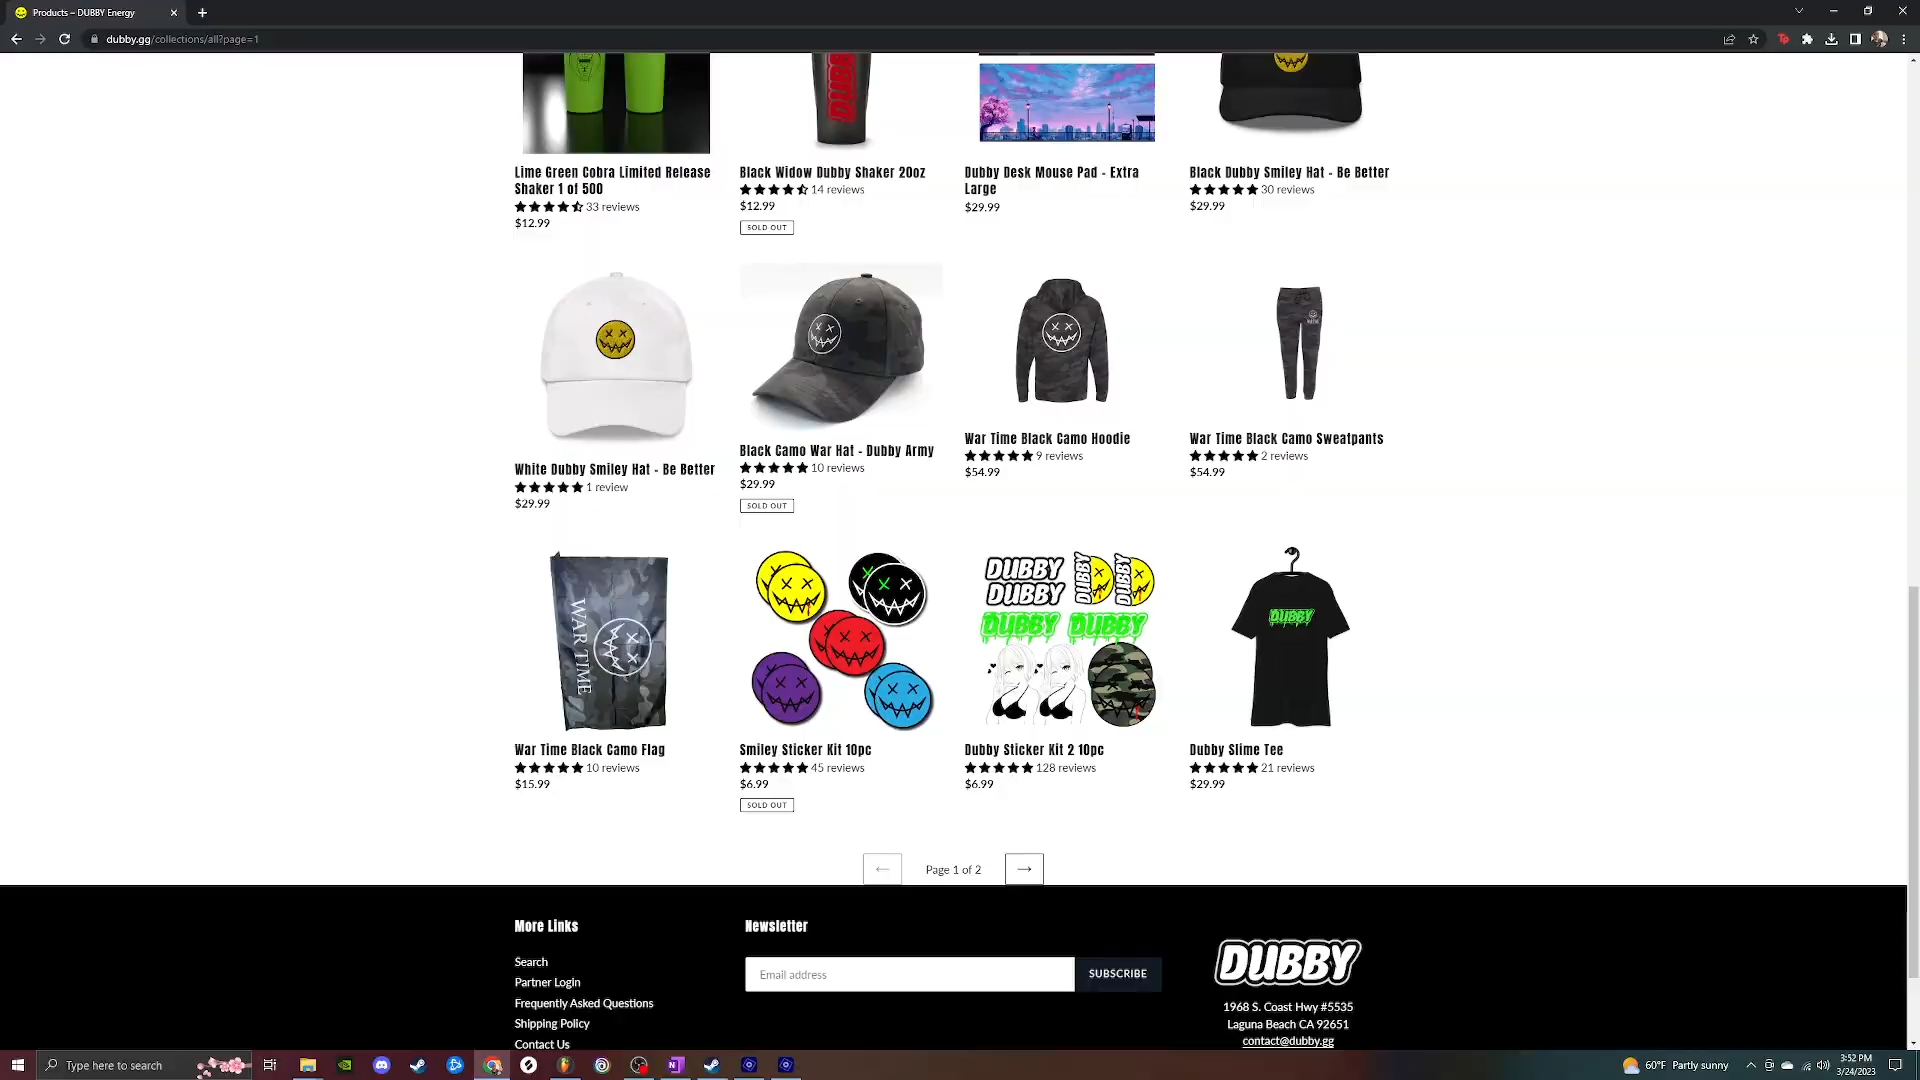 Products – DUBBY Energy
dubby.gg/collections/all?page=1
DUBBY
Lime Green Cobra Limited Release
Shaker 1 of 500
33 reviews
$12.99
Black Widow Dubby Shaker 20oz
14 reviews
$12.99
SOLD OUT
Dubby Desk Mouse Pad - Extra
Large
$29.99
Black Dubby Smiley Hat - Be Better
30 reviews
$29.99
White Dubby Smiley Hat - Be Better
1 review
$29.99
Black Camo War Hat - Dubby Army
10 reviews
$29.99
SOLD OUT
War Time Black Camo Hoodie
9 reviews
$54.99
War Time Black Camo Sweatpants
2 reviews
$54.99
WAR TIME
DUBBY
DUBBY
DUBBY
DUBBY
DUBBY
DUBBY
DUBBY
War Time Black Camo Flag
10 reviews
$15.99
Smiley Sticker Kit 10pc
45 reviews
$6.99
SOLD OUT
Dubby Sticker Kit 2 10pc
128 reviews
$6.99
Dubby Slime Tee
21 reviews
$29.99
Page 1 of 2
More Links
Search
Partner Login
Frequently Asked Questions
Shipping Policy
Contact Us
Newsletter
Email address
SUBSCRIBE
DUBBY
1968 S. Coast Hwy #5535
Laguna Beach CA 92651
contact@dubby.gg
Type here to search
60°F Partly sunny
3:52 PM
3/24/2023